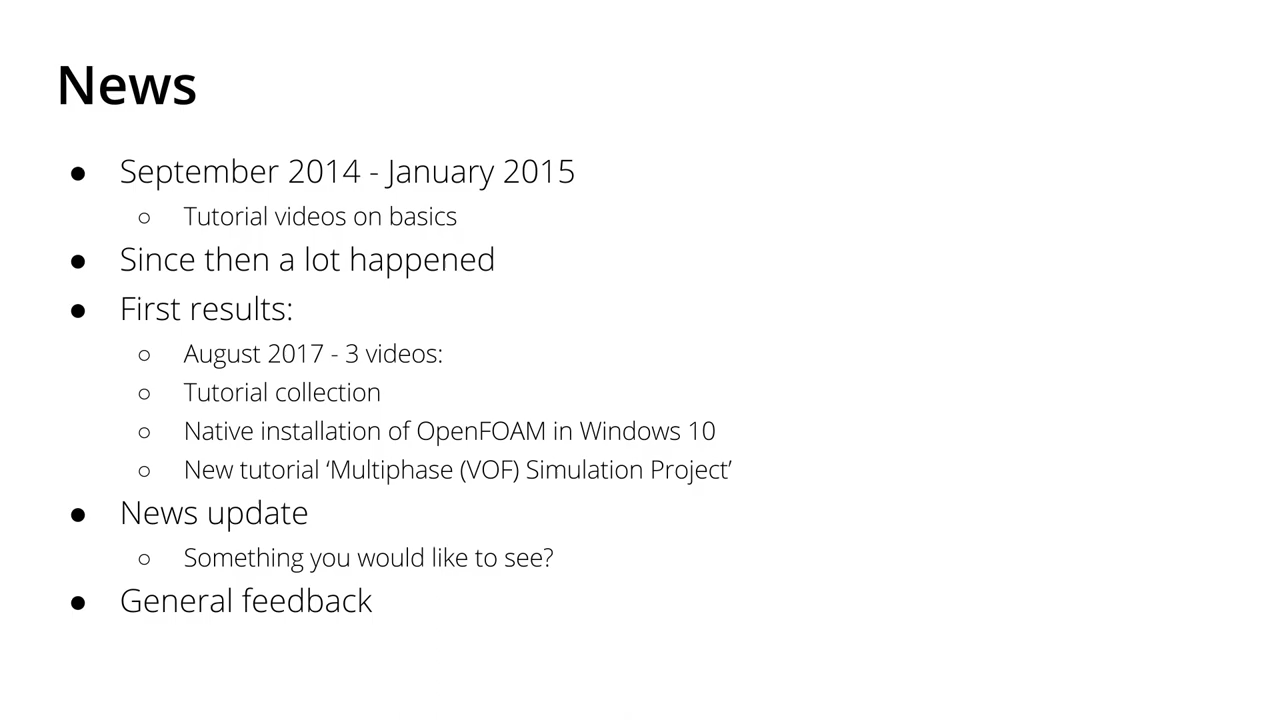 News
● September 2014 - January 2015
○ Tutorial videos on basics
● Since then a lot happened
● First results:
○ August 2017 - 3 videos:
○ Tutorial collection
○ Native installation of OpenFOAM in Windows 10
○ New tutorial ‘Multiphase (VOF) Simulation Project’
● News update
○ Something you would like to see?
● General feedback